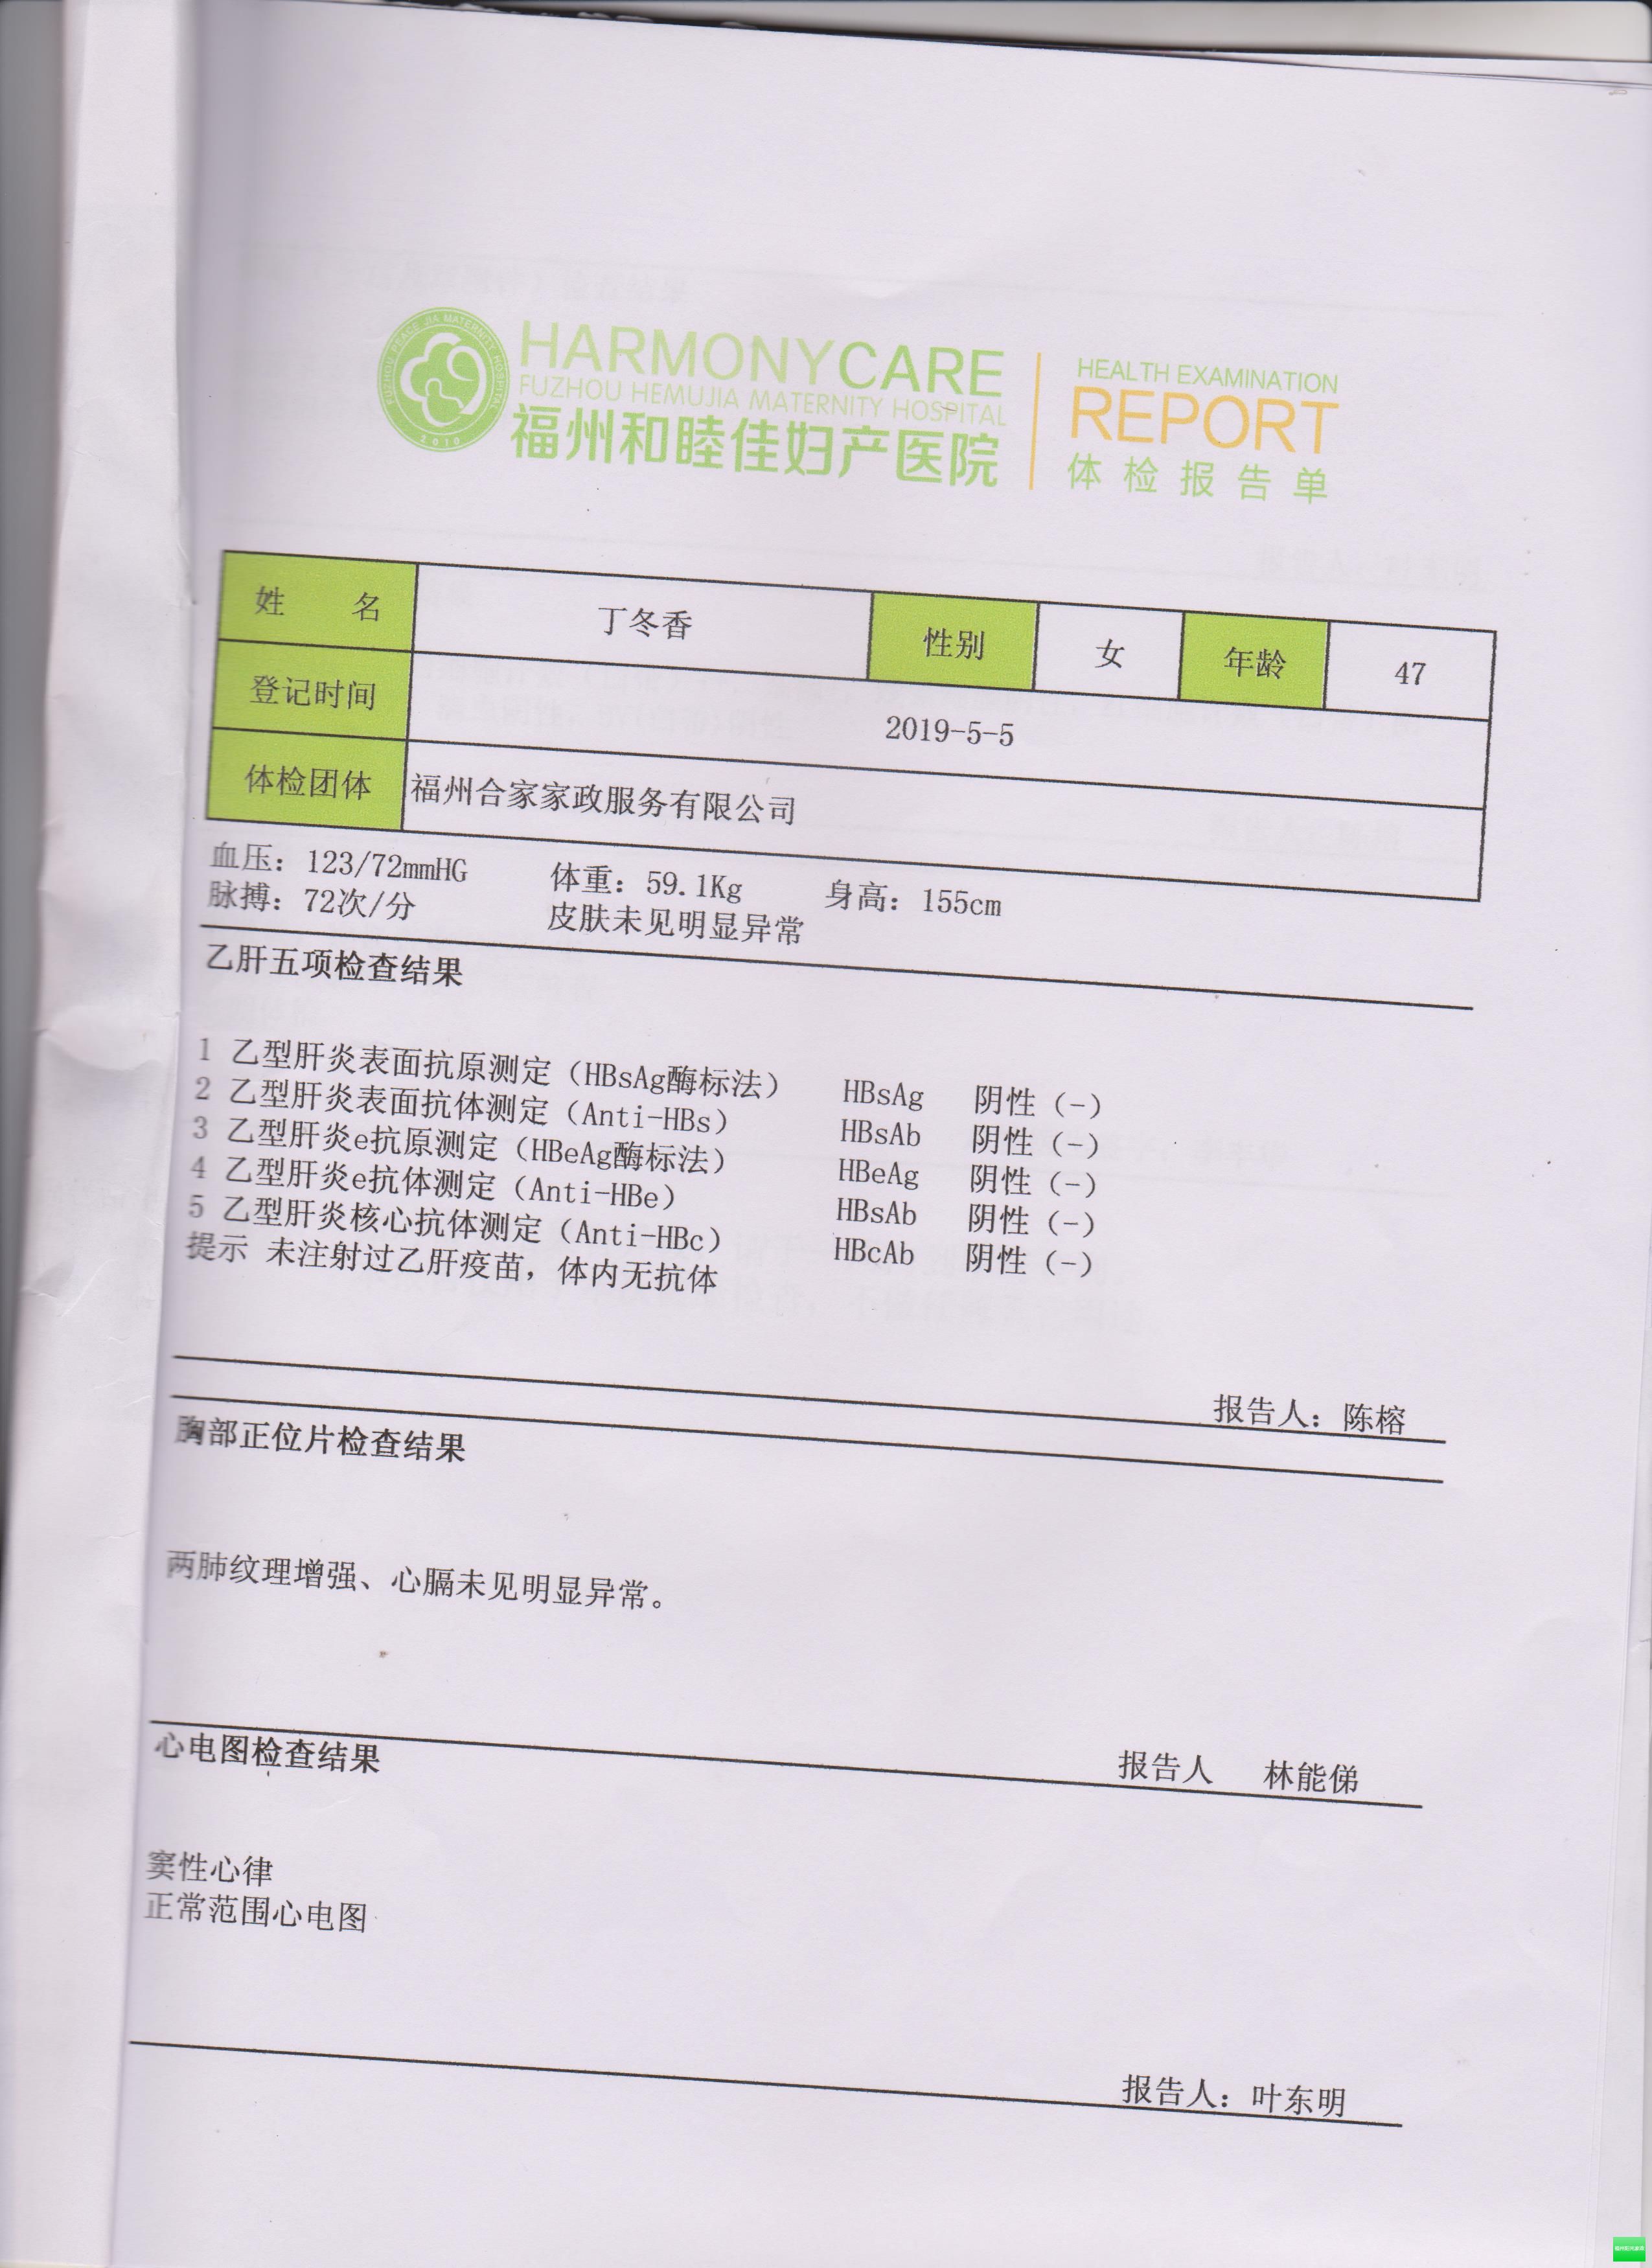 HARMONYCARE
FUZHOU HEMUJIA MATERNITY HOSPITAL
福州和睦佳妇产医院
FUZHOU PEACE JIA MATERNITY HOSPITAL
2010
HEALTH EXAMINATION
REPORT
体检报告单
姓 名 丁冬香 性别 女 年龄 47
登记时间 2019-5-5
体检团体 福州合家家政服务有限公司
血压：123/72mmHG 体重：59.1Kg 身高：155cm
脉搏：72次/分 皮肤未见明显异常
乙肝五项检查结果
1 乙型肝炎表面抗原测定（HBsAg酶标法） HBsAg 阴性（-）
2 乙型肝炎表面抗体测定（Anti-HBs） HBsAb 阴性（-）
3 乙型肝炎e抗原测定（HBeAg酶标法） HBeAg 阴性（-）
4 乙型肝炎e抗体测定（Anti-HBe） HBsAb 阴性（-）
5 乙型肝炎核心抗体测定（Anti-HBc） HBcAb 阴性（-）
提示 未注射过乙肝疫苗，体内无抗体
报告人：陈榕
胸部正位片检查结果
两肺纹理增强、心膈未见明显异常。
报告人 林能俤
心电图检查结果
窦性心律
正常范围心电图
报告人：叶东明